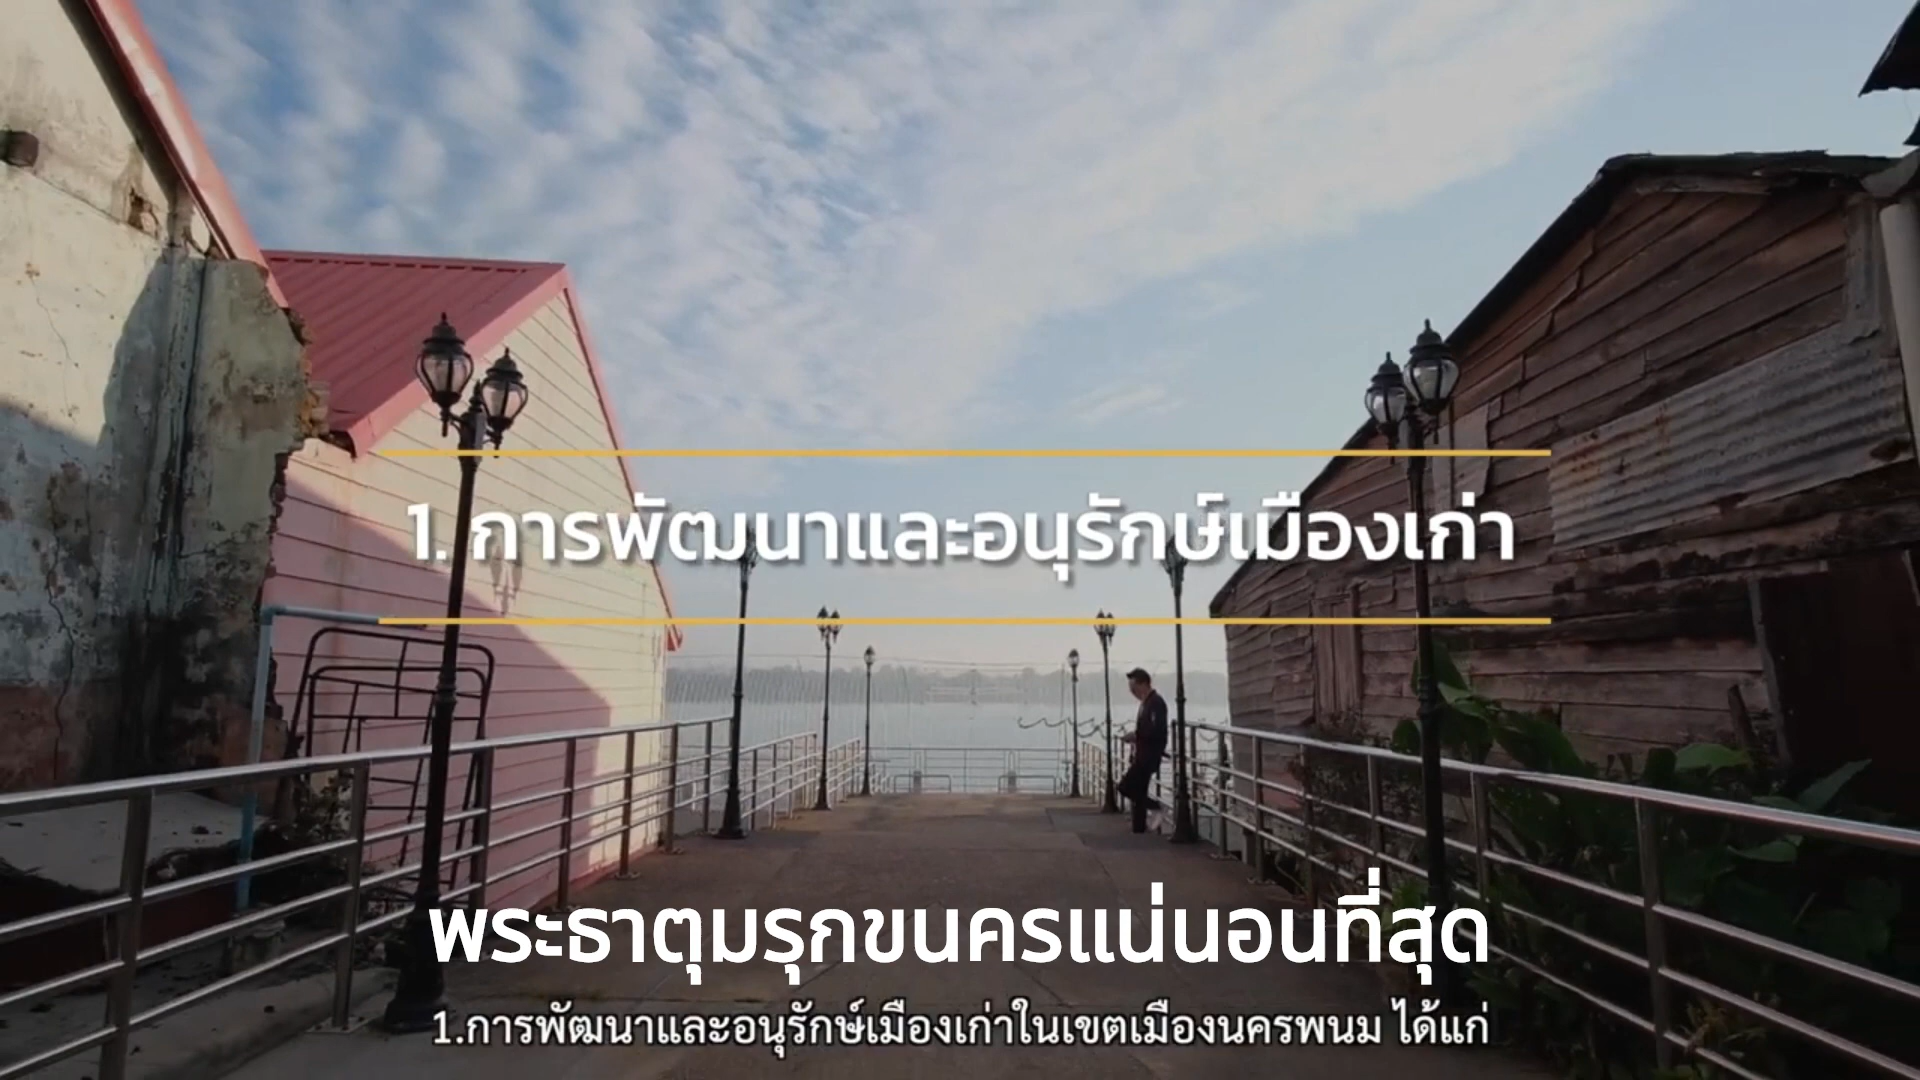 1. การพัฒนาและอนุรักษ์เมืองเก่า
พระธาตุมรุกขนครแน่นอนที่สุด
1.การพัฒนาและอนุรักษ์เมืองเก่าในเขตเมืองนครพนม ได้แก่